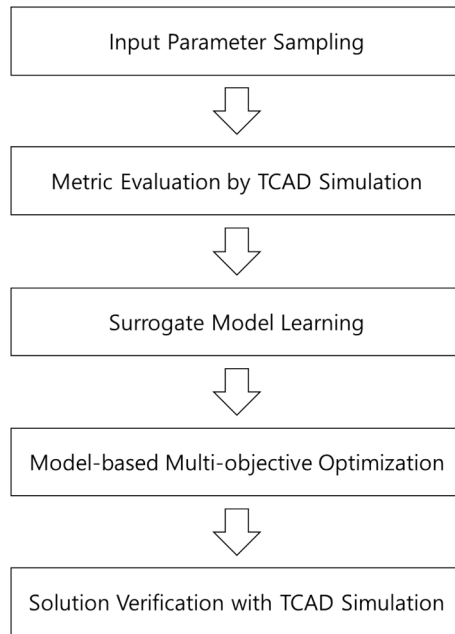 Input Parameter Sampling
Metric Evaluation by TCAD Simulation
Surrogate Model Learning
Model-based Multi-objective Optimization
Solution Verification with TCAD Simulation